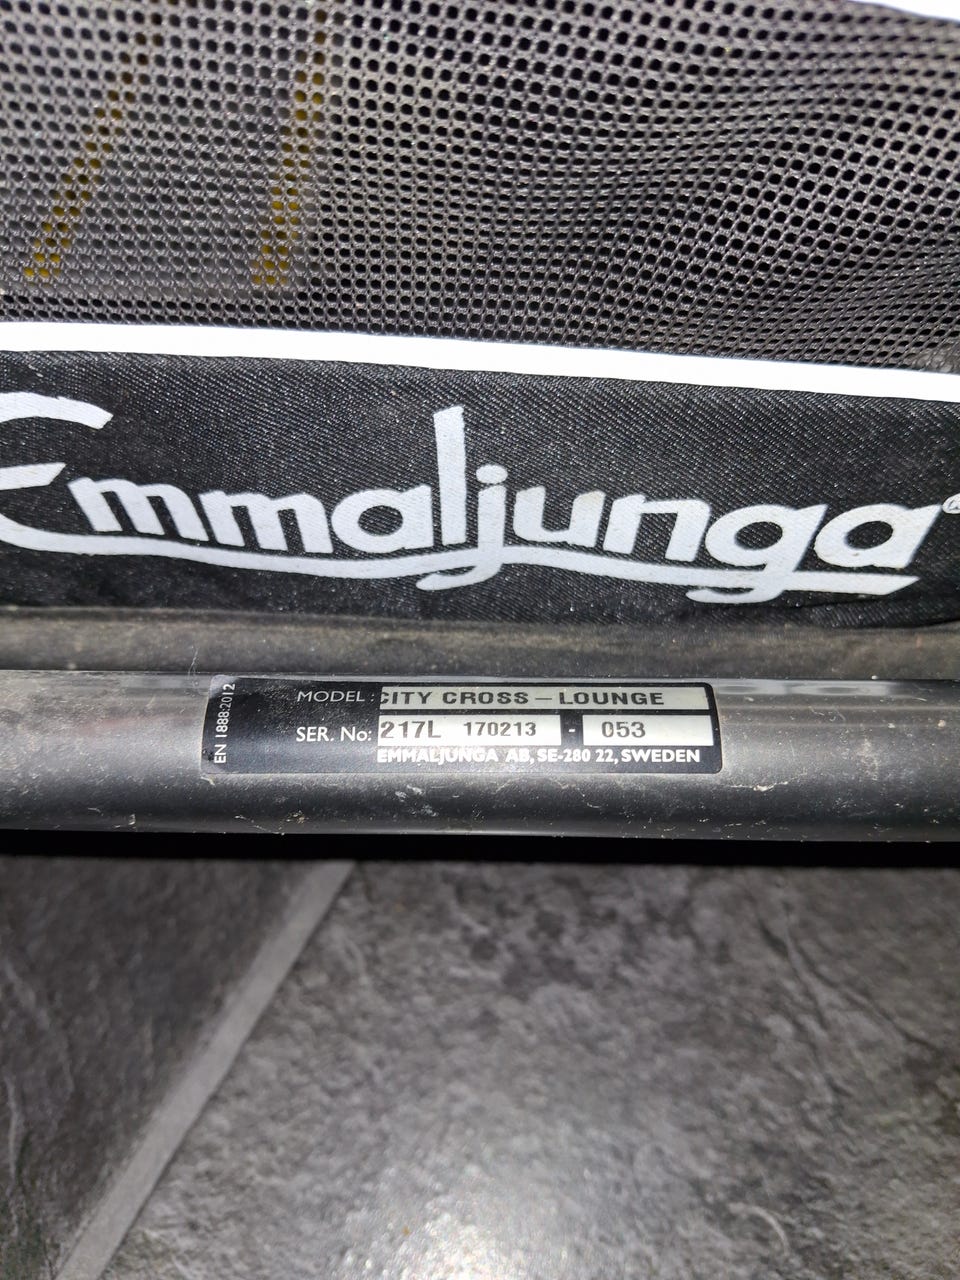 Emmaljunga®
EN 1888:2012
MODEL: CITY CROSS – LOUNGE
SER. No: 217L 170213 - 053
EMMALJUNGA AB, SE-280 22, SWEDEN